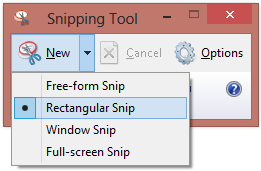 Snipping Tool
New Cancel Options
Free-form Snip
Rectangular Snip
Window Snip
Full-screen Snip